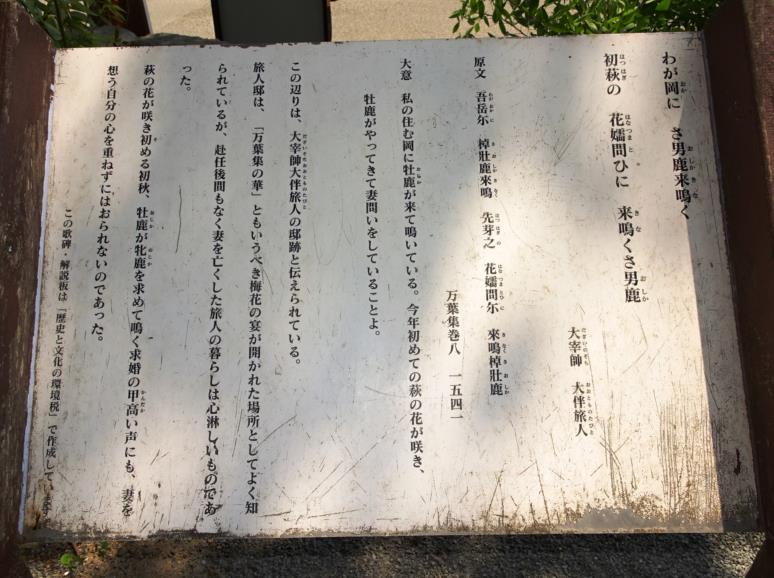 わが岡に　さ男鹿来鳴く
初萩の　花嬬問ひに　来鳴くさ男鹿
大宰帥　大伴旅人
原文　吾岳尓　棹壯鹿来鳴　先芽之　花嬬問尓　來鳴棹壯鹿
万葉集巻八　一五四一
大意　私の住む岡に牡鹿が来て鳴いている。今年初めての萩の花が咲き、
牡鹿がやってきて妻問いをしていることよ。
この辺りは、大宰帥大伴旅人の邸跡と伝えられている。
旅人邸は、「万葉集の華」ともいうべき梅花の宴が開かれた場所としてよく知
られているが、赴任後間もなく妻を亡くした旅人の暮らしは心淋しいものであ
った。
萩の花が咲き初める初秋、牡鹿が牝鹿を求めて鳴く求婚の甲高い声にも、妻を
想う自分の心を重ねずにはおられないのであった。
この歌碑・解説板は『歴史と文化の環境税』で作成して